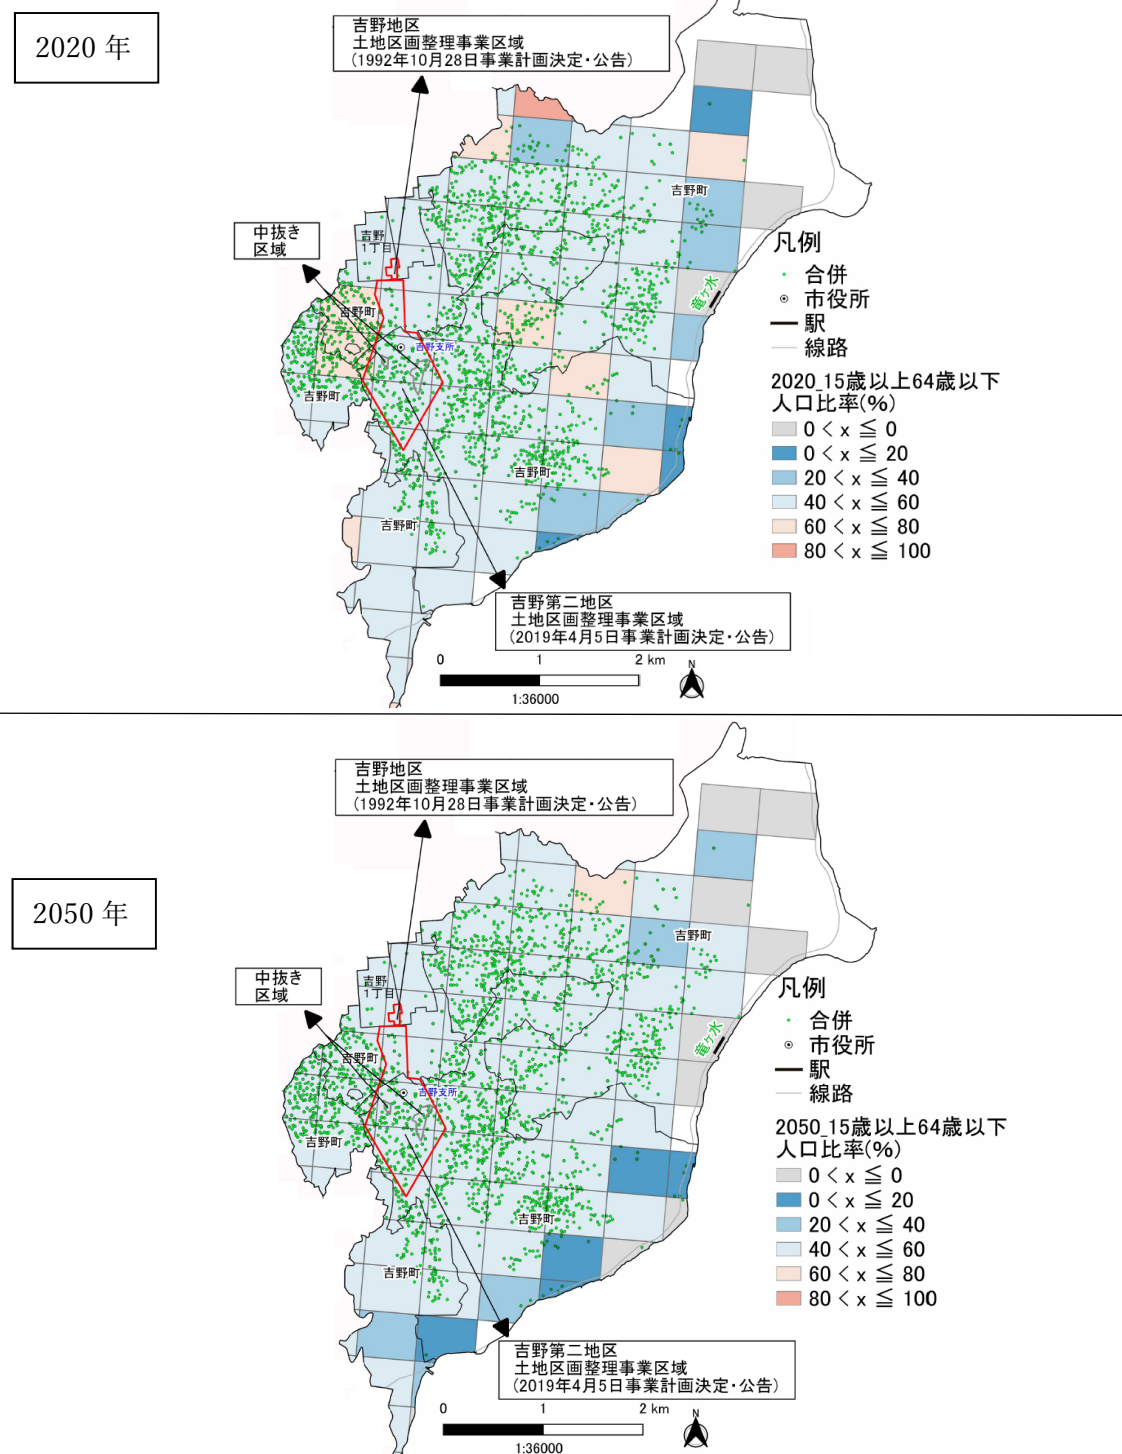 2020 年
吉野地区
土地区画整理事業区域
(1992年10月28日事業計画決定・公告)
中抜き
区域
吉野
1丁目
吉野町
吉野町
竜ヶ水
吉野支所
吉野町
吉野町
吉野町
凡例
合併
市役所
駅
線路
2020_15歳以上64歳以下
人口比率(%)
0 < x ≦ 0
0 < x ≦ 20
20 < x ≦ 40
40 < x ≦ 60
60 < x ≦ 80
80 < x ≦ 100
吉野第二地区
土地区画整理事業区域
(2019年4月5日事業計画決定・公告)
0 1 2 km
1:36000
N
2050 年
吉野地区
土地区画整理事業区域
(1992年10月28日事業計画決定・公告)
中抜き
区域
吉野
1丁目
吉野町
吉野町
竜ヶ水
吉野支所
吉野町
吉野町
吉野町
凡例
合併
市役所
駅
線路
2050_15歳以上64歳以下
人口比率(%)
0 < x ≦ 0
0 < x ≦ 20
20 < x ≦ 40
40 < x ≦ 60
60 < x ≦ 80
80 < x ≦ 100
吉野第二地区
土地区画整理事業区域
(2019年4月5日事業計画決定・公告)
0 1 2 km
1:36000
N